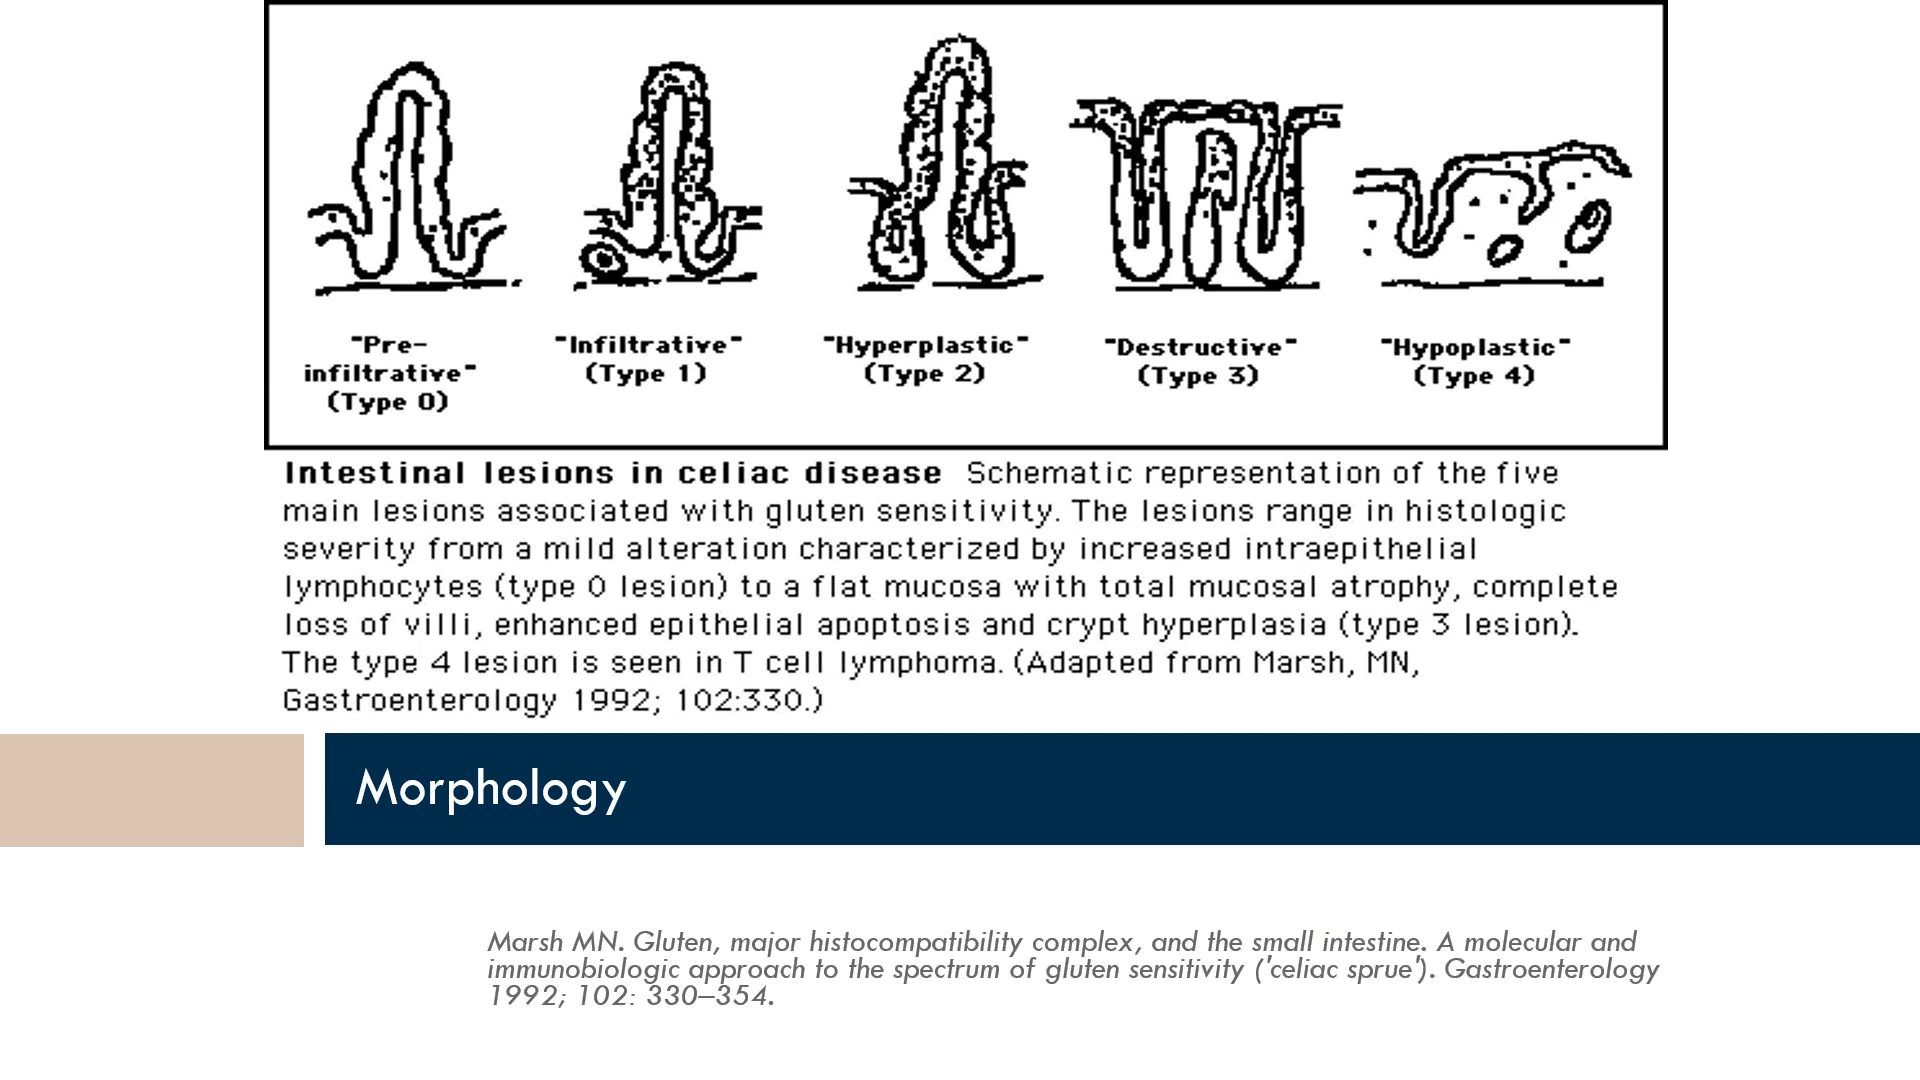 "Pre-
infiltrative"
(Type 0)
"Infiltrative"
(Type 1)
"Hyperplastic"
(Type 2)
"Destructive"
(Type 3)
"Hypoplastic"
(Type 4)
Intestinal lesions in celiac disease Schematic representation of the five
main lesions associated with gluten sensitivity. The lesions range in histologic
severity from a mild alteration characterized by increased intraepithelial
lymphocytes (type 0 lesion) to a flat mucosa with total mucosal atrophy, complete
loss of villi, enhanced epithelial apoptosis and crypt hyperplasia (type 3 lesion).
The type 4 lesion is seen in T cell lymphoma. (Adapted from Marsh, MN,
Gastroenterology 1992; 102:330.)
Morphology
Marsh MN. Gluten, major histocompatibility complex, and the small intestine. A molecular and
immunobiologic approach to the spectrum of gluten sensitivity ('celiac sprue'). Gastroenterology
1992; 102: 330–354.